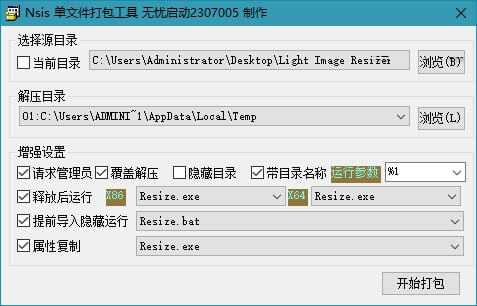 Nsis 单文件打包工具 无忧启动2307005 制作
选择源目录
当前目录 C:\Users\Administrator\Desktop\Light Image Resizer 浏览(B)
解压目录
01:C:\Users\ADMINI~1\AppData\Local\Temp 浏览(L)
增强设置
请求管理员 覆盖解压 隐藏目录 带目录名称 运行参数 %1
释放后运行 X86 Resize.exe X64 Resize.exe
提前导入隐藏运行 Resize.bat
属性复制 Resize.exe
开始打包